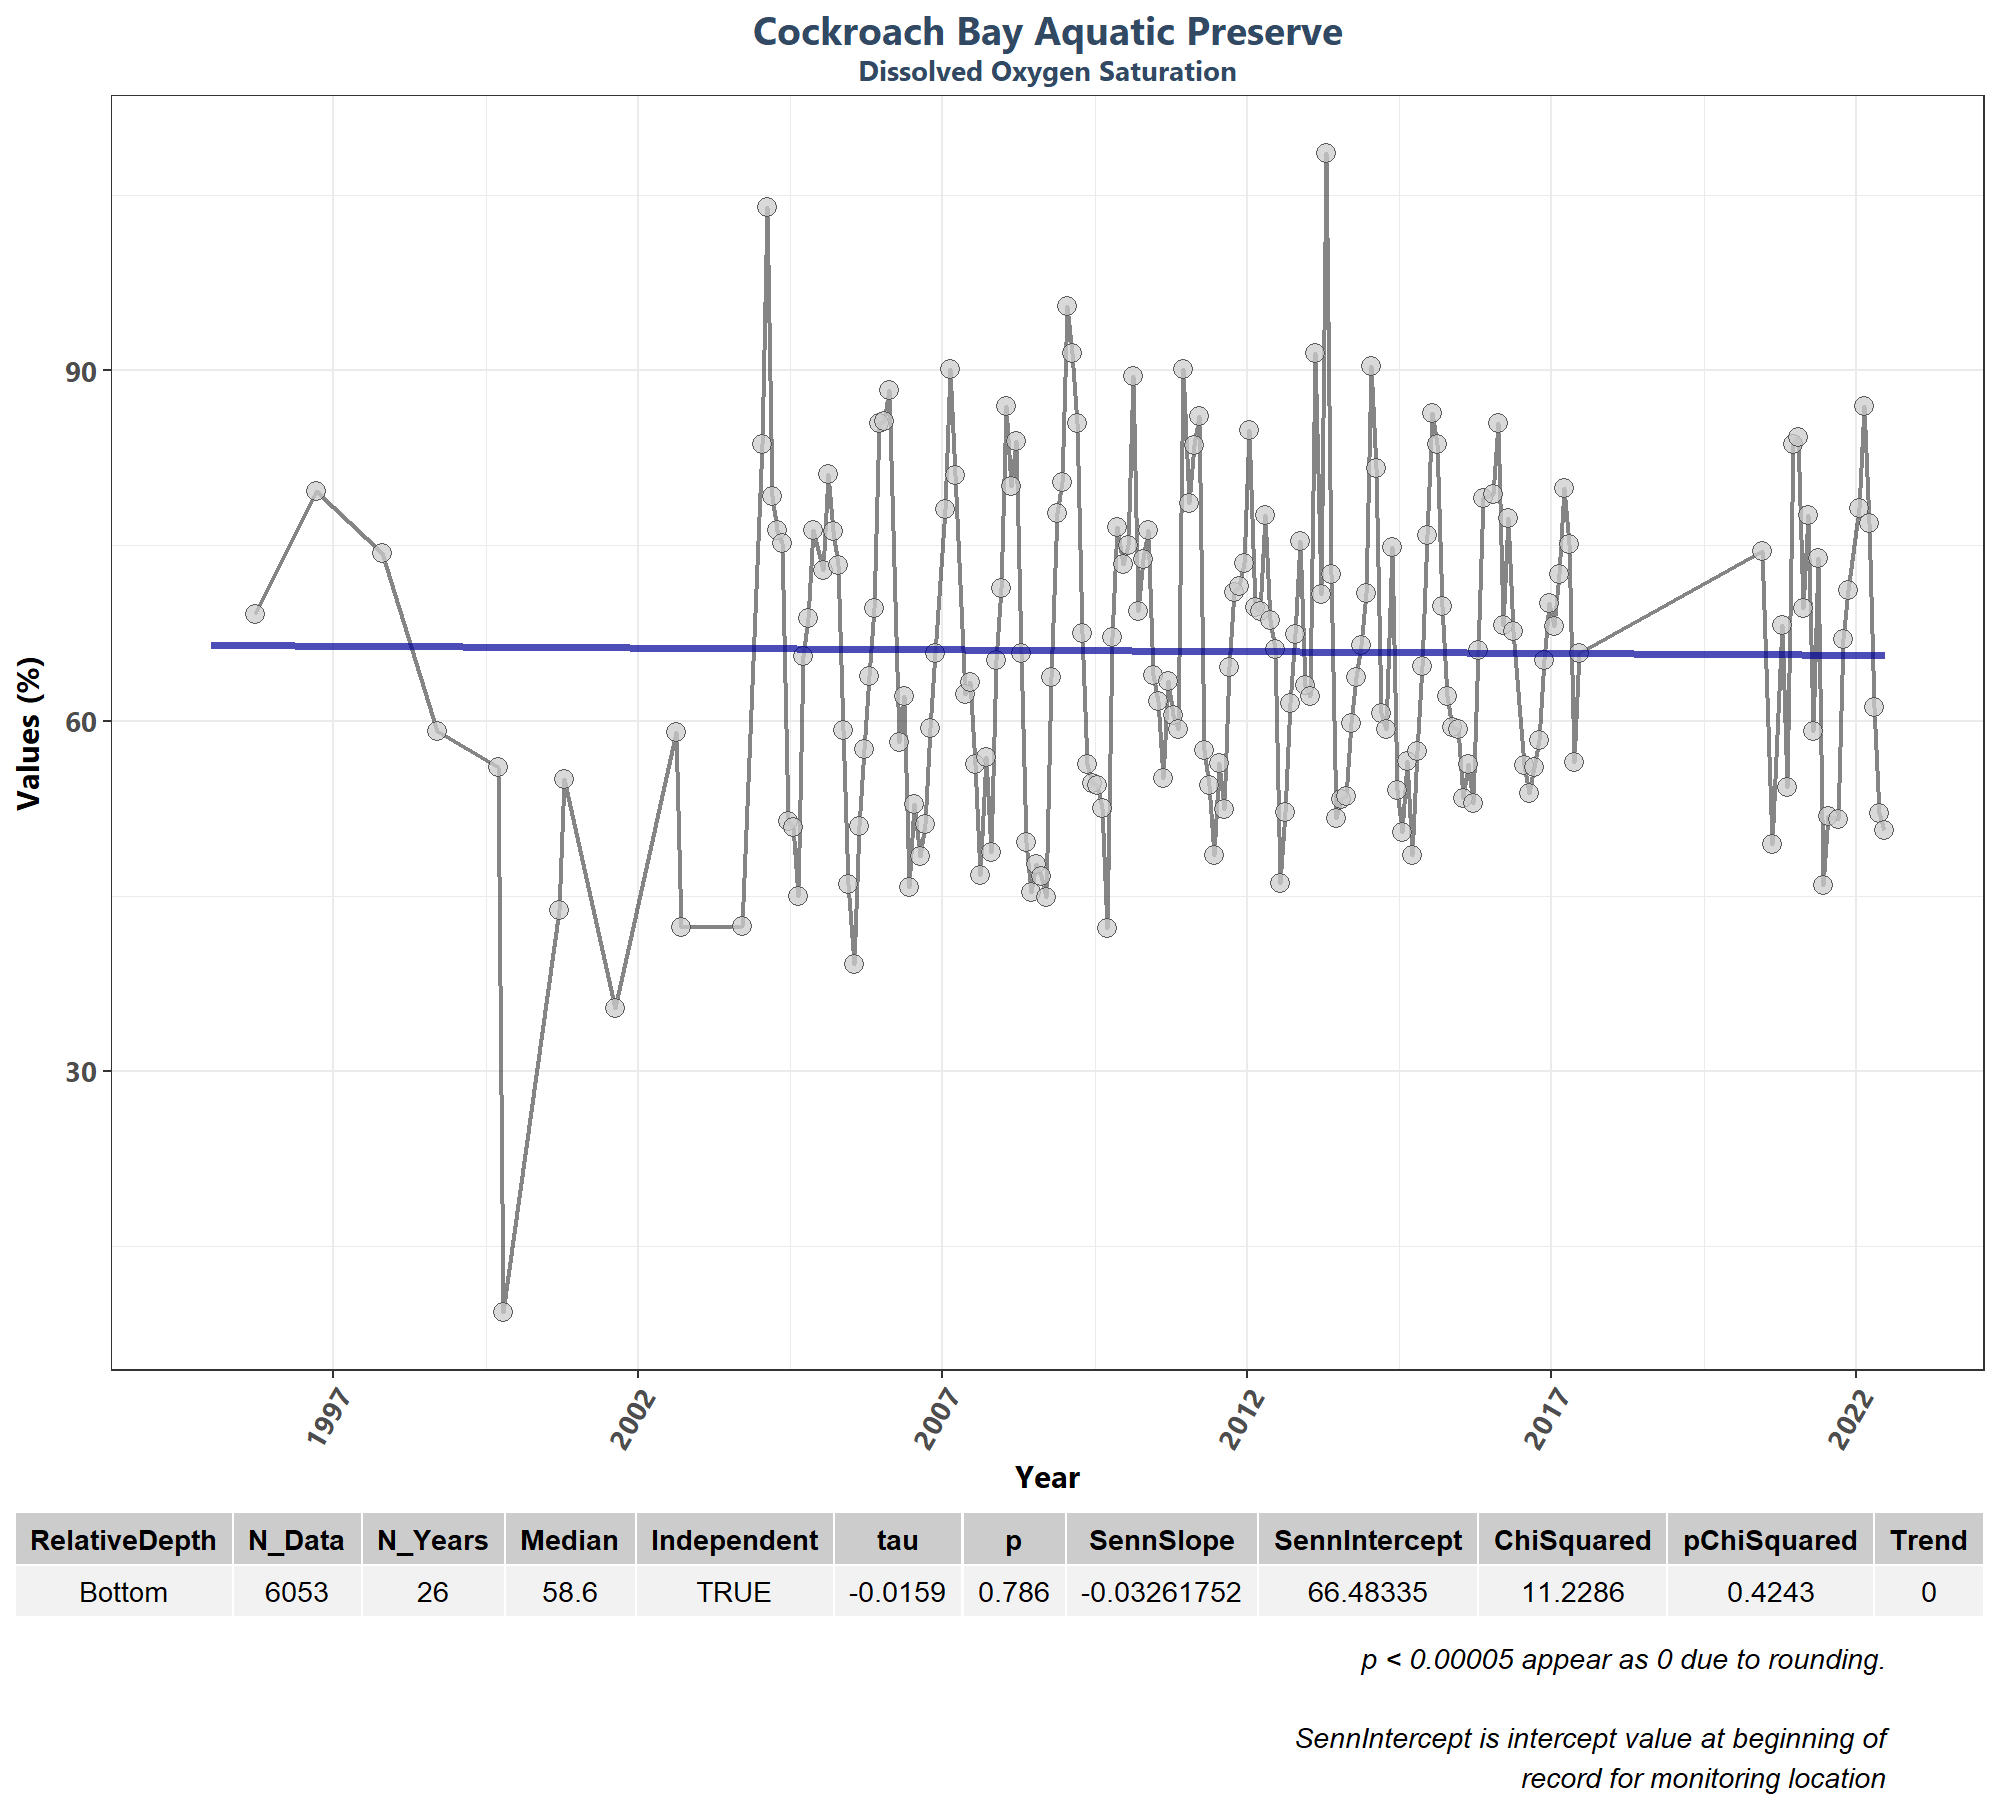 Cockroach Bay Aquatic Preserve
Dissolved Oxygen Saturation
Values (%)
90
60
30
1997 2002 2007 2012 2017 2022
Year
RelativeDepth N_Data N_Years Median Independent tau p SennSlope SennIntercept ChiSquared pChiSquared Trend
Bottom 6053 26 58.6 TRUE -0.0159 0.786 -0.03261752 66.48335 11.2286 0.4243 0
p < 0.00005 appear as 0 due to rounding.
SennIntercept is intercept value at beginning of
record for monitoring location